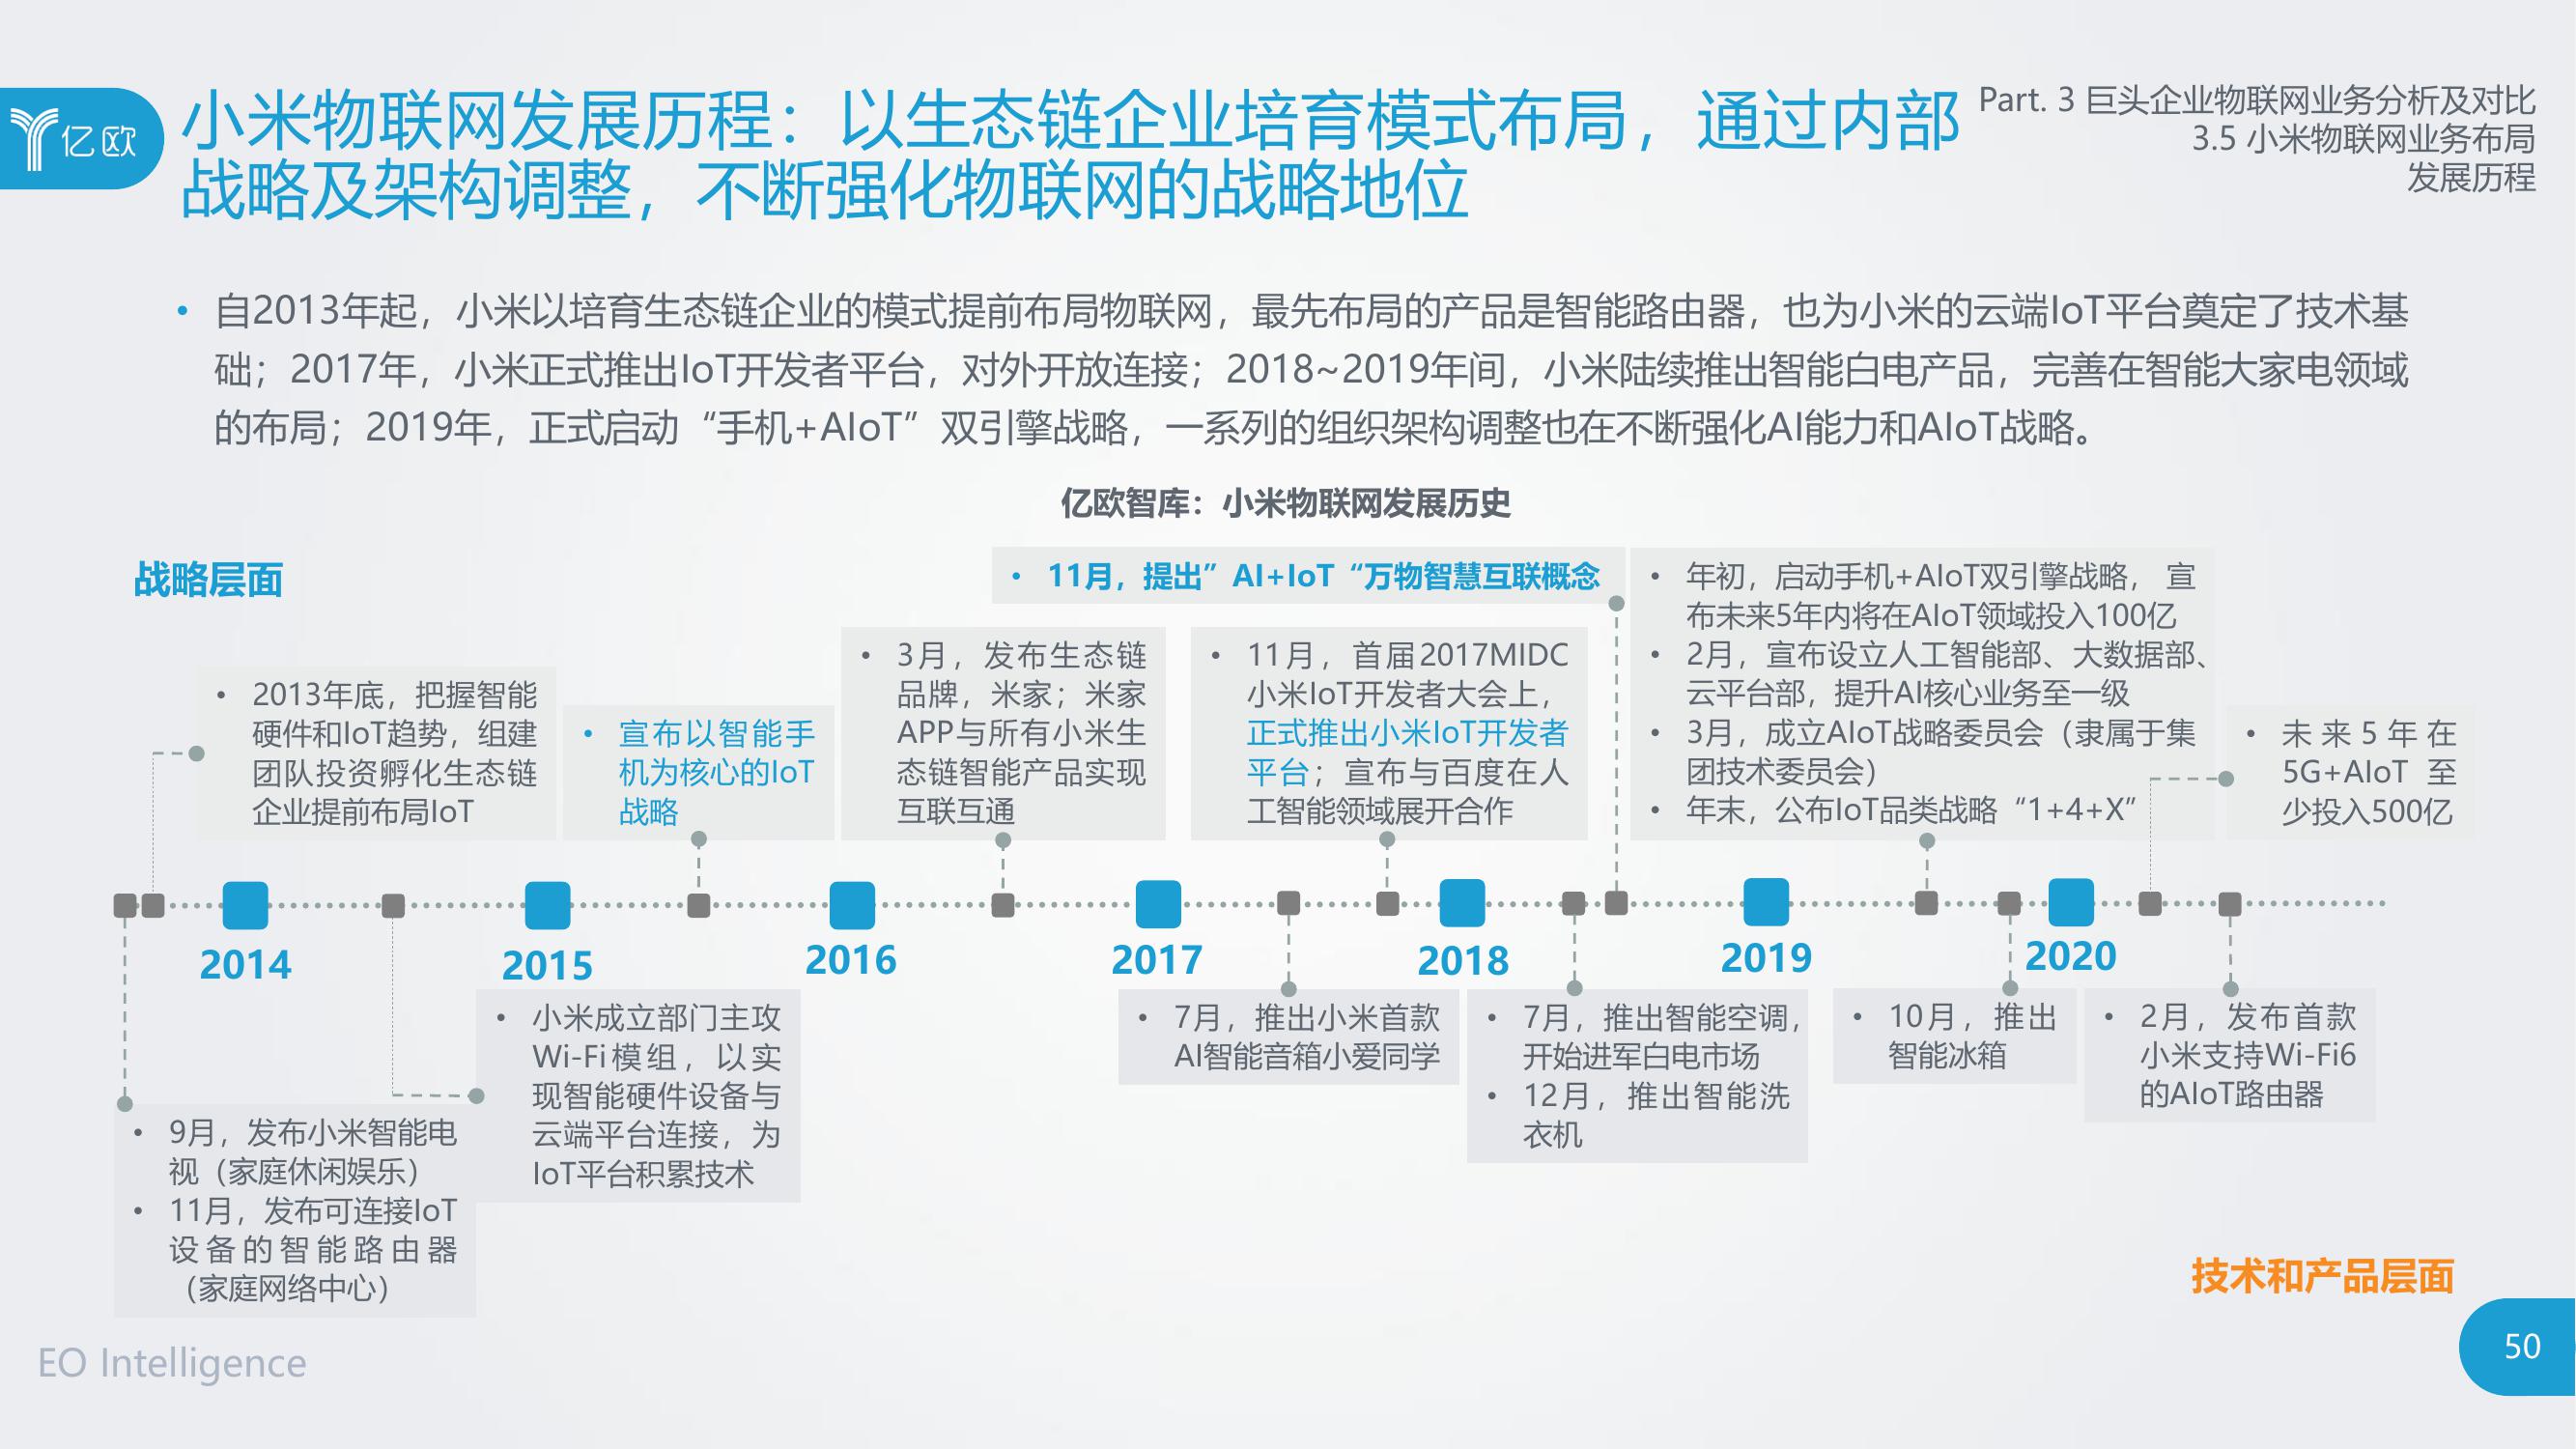 亿欧
小米物联网发展历程：以生态链企业培育模式布局，通过内部
战略及架构调整，不断强化物联网的战略地位
Part. 3 巨头企业物联网业务分析及对比
3.5 小米物联网业务布局
发展历程
• 自2013年起，小米以培育生态链企业的模式提前布局物联网，最先布局的产品是智能路由器，也为小米的云端IoT平台奠定了技术基
础；2017年，小米正式推出IoT开发者平台，对外开放连接；2018~2019年间，小米陆续推出智能白电产品，完善在智能大家电领域
的布局；2019年，正式启动“手机+AIoT”双引擎战略，一系列的组织架构调整也在不断强化AI能力和AIoT战略。
亿欧智库：小米物联网发展历史
战略层面
• 2013年底，把握智能
硬件和IoT趋势，组建
团队投资孵化生态链
企业提前布局IoT
• 宣布以智能手
机为核心的IoT
战略
• 3月，发布生态链
品牌，米家；米家
APP与所有小米生
态链智能产品实现
互联互通
• 11月，首届2017MIDC
小米IoT开发者大会上，
正式推出小米IoT开发者
平台；宣布与百度在人
工智能领域展开合作
• 11月，提出”AI+IoT“万物智慧互联概念
• 年初，启动手机+AIoT双引擎战略，宣
布未来5年内将在AIoT领域投入100亿
• 2月，宣布设立人工智能部、大数据部、
云平台部，提升AI核心业务至一级
• 3月，成立AIoT战略委员会（隶属于集
团技术委员会）
• 年末，公布IoT品类战略“1+4+X”
• 未来5年在
5G+AIoT 至
少投入500亿
2014
2015
2016
2017
2018
2019
2020
• 9月，发布小米智能电
视（家庭休闲娱乐）
• 11月，发布可连接IoT
设备的智能路由器
（家庭网络中心）
• 小米成立部门主攻
Wi-Fi模组，以实
现智能硬件设备与
云端平台连接，为
IoT平台积累技术
• 7月，推出小米首款
AI智能音箱小爱同学
• 7月，推出智能空调，
开始进军白电市场
• 12月，推出智能洗
衣机
• 10月，推出
智能冰箱
• 2月，发布首款
小米支持Wi-Fi6
的AIoT路由器
技术和产品层面
EO Intelligence
50